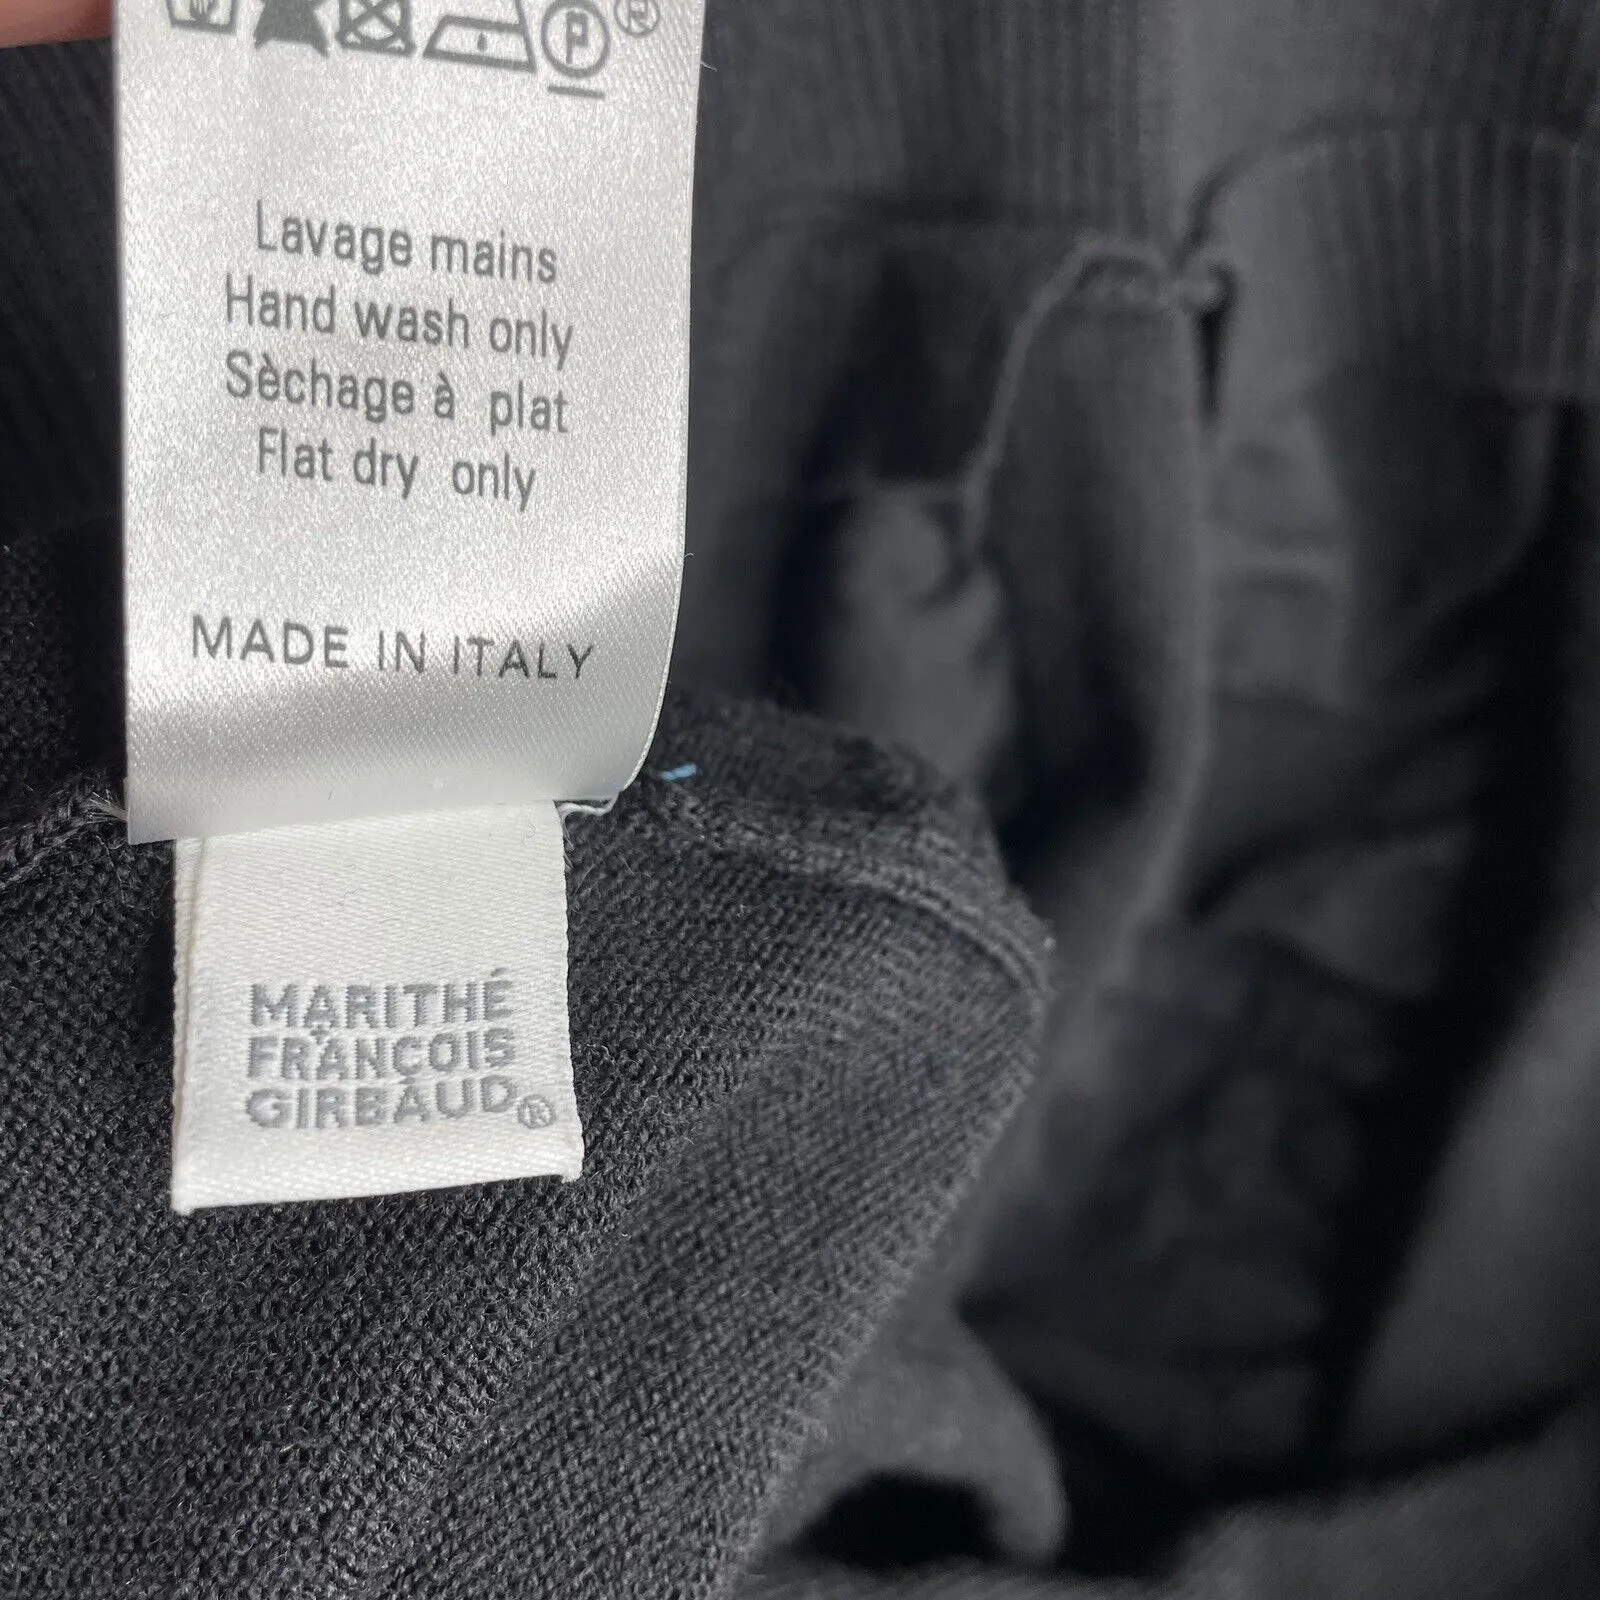 Lavage mains
Hand wash only
Sèchage à plat
Flat dry only
MADE IN ITALY
MARITHÉ
FRANÇOIS
GIRBAUD®